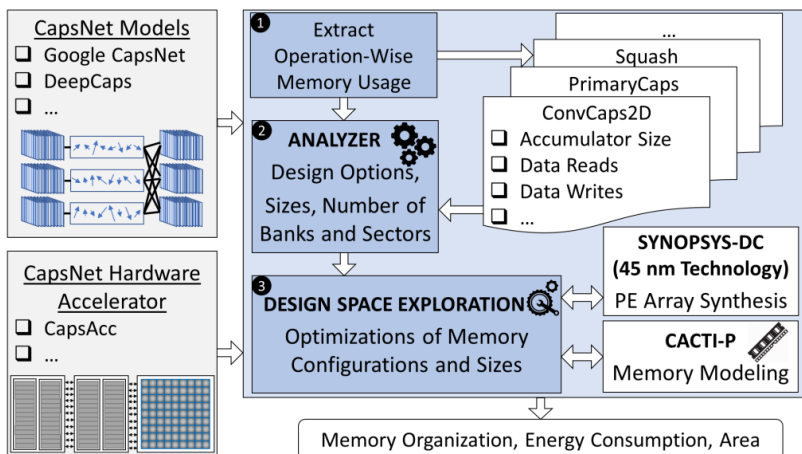 CapsNet Models
❑ Google CapsNet
❑ DeepCaps
❑ ...
CapsNet Hardware
Accelerator
❑ CapsAcc
❑ ...
1
Extract
Operation-Wise
Memory Usage
...
Squash
PrimaryCaps
ConvCaps2D
❑ Accumulator Size
❑ Data Reads
❑ Data Writes
❑ ...
2
ANALYZER
Design Options,
Sizes, Number of
Banks and Sectors
3
DESIGN SPACE EXPLORATION
Optimizations of Memory
Configurations and Sizes
SYNOPSYS-DC
(45 nm Technology)
PE Array Synthesis
CACTI-P
Memory Modeling
Memory Organization, Energy Consumption, Area